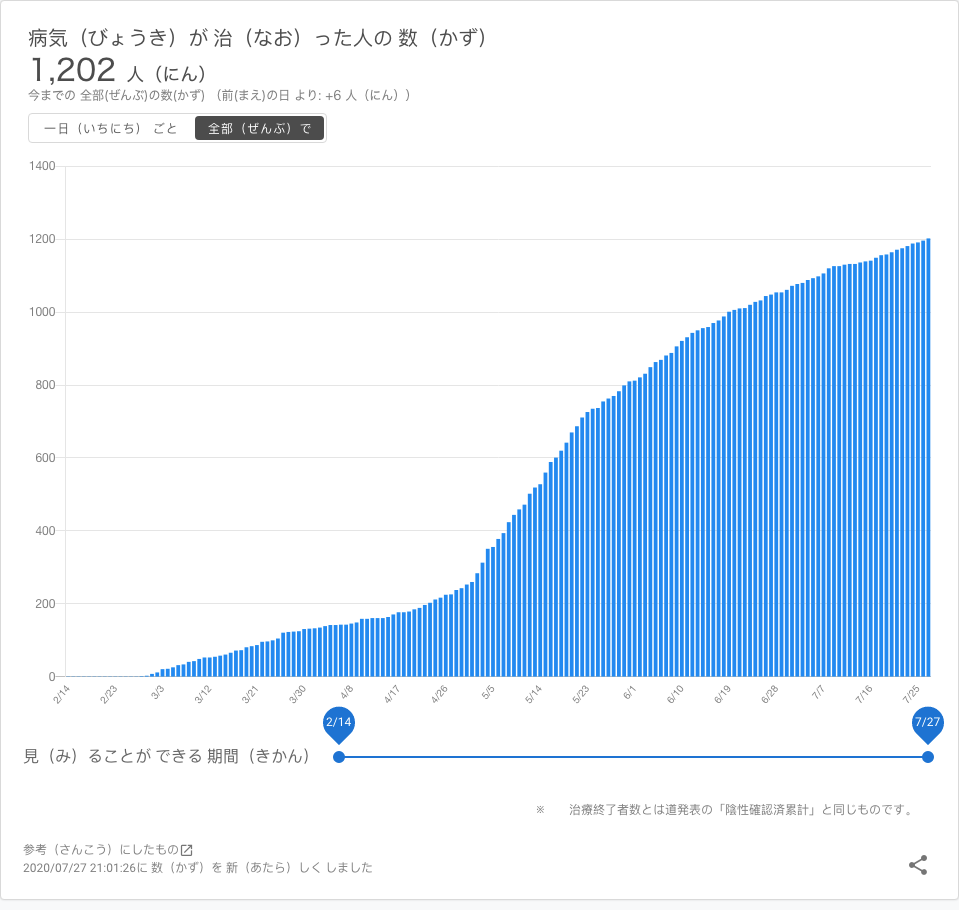 病気（びょうき）が 治（なお）った人の 数（かず）
1,202 人（にん）
今までの 全部(ぜんぶ)の数(かず) （前(まえ)の日 より: +6 人（にん））
一日（いちにち） ごと 全部（ぜんぶ）で
1400
1200
1000
800
600
400
200
0
2/14 2/23 3/3 3/12 3/21 3/30 4/8 4/17 4/26 5/5 5/14 5/23 6/1 6/10 6/19 6/28 7/7 7/16 7/25
2/14 7/27
見（み）ることが できる 期間（きかん）
※ 治療終了者数とは道発表の「陰性確認済累計」と同じものです。
参考（さんこう）にしたもの
2020/07/27 21:01:26に 数（かず）を 新（あたら）しく しました